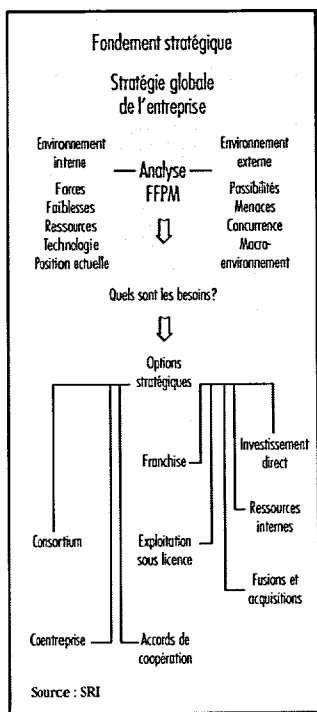 Fondement stratégique
Stratégie globale
de l'entreprise
Environnement
interne
Forces
Faiblesses
Ressources
Technologie
Position actuelle
Analyse
FFPM
Environnement
externe
Possibilités
Menaces
Concurrence
Macro-
environnement
Quels sont les besoins?
Options
stratégiques
Investissement
direct
Franchise
Ressources
internes
Consortium
Exploitation
sous licence
Fusions et
acquisitions
Coentreprise
Accords de
coopération
Source : SRI